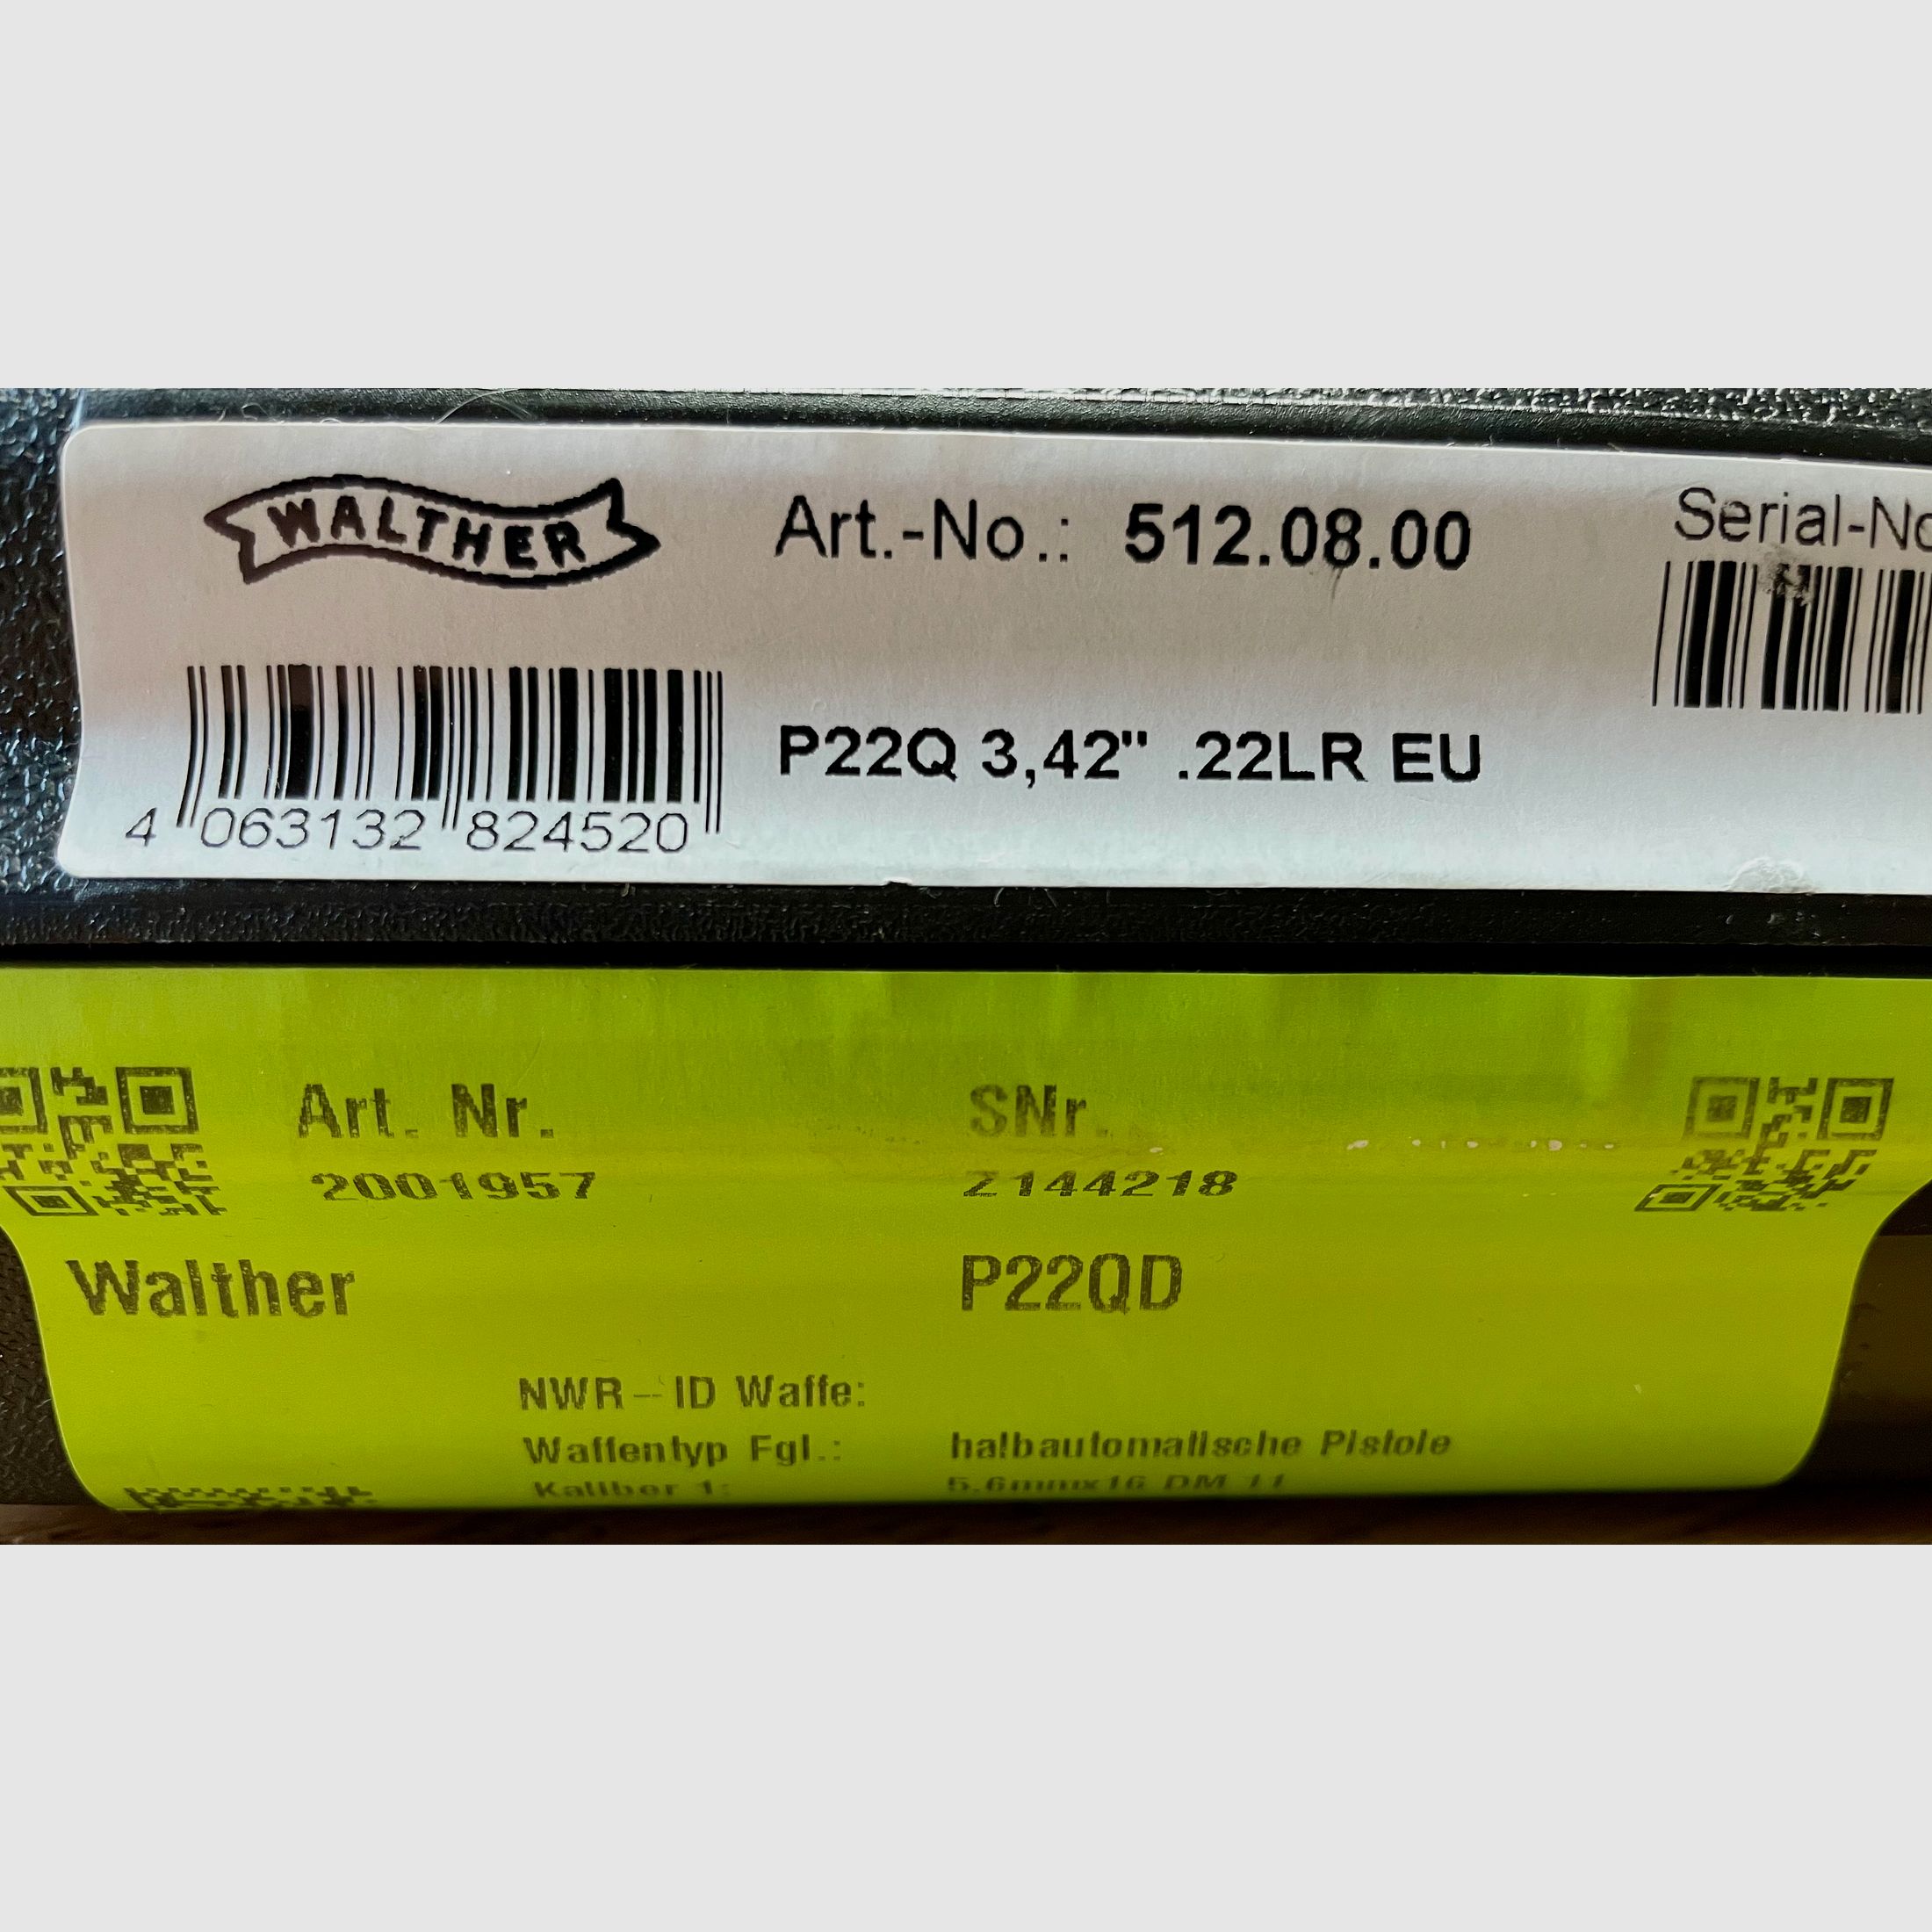 WALTHER
Art.-No.: 512.08.00
Serial-No
P22Q 3,42" .22LR EU
4 063132 824520
Art. Nr.
SNr.
2001957
Z144218
Walther
P22QD
NWR-ID Waffe:
Waffentyp Fgl.: halbautomatische Pistole
Kaliber 1: